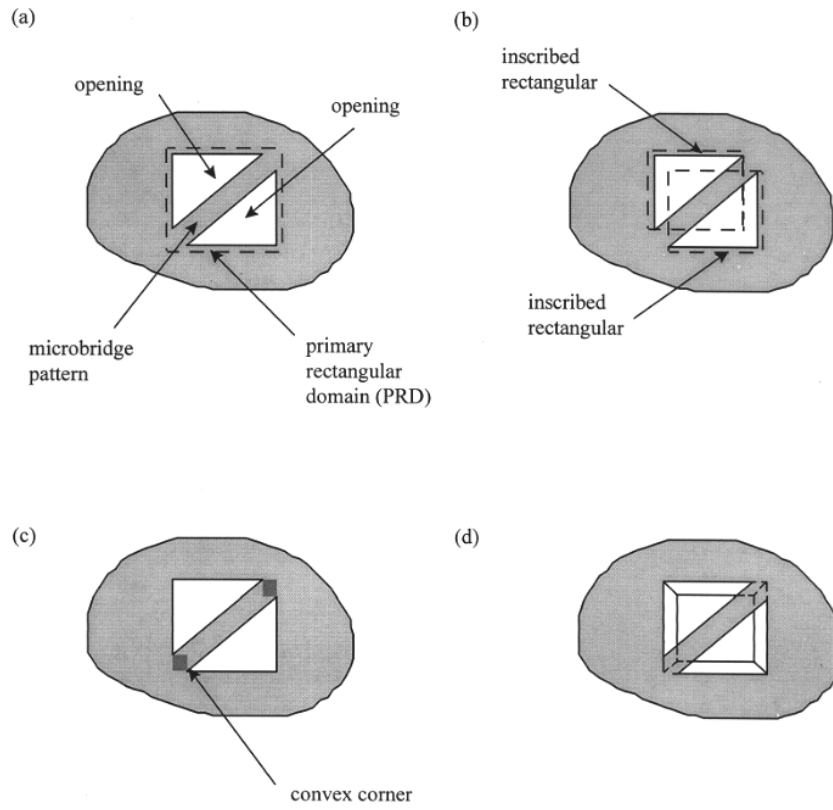 (a)
opening
opening
microbridge
pattern
primary
rectangular
domain (PRD)
(b)
inscribed
rectangular
inscribed
rectangular
(c)
convex corner
(d)